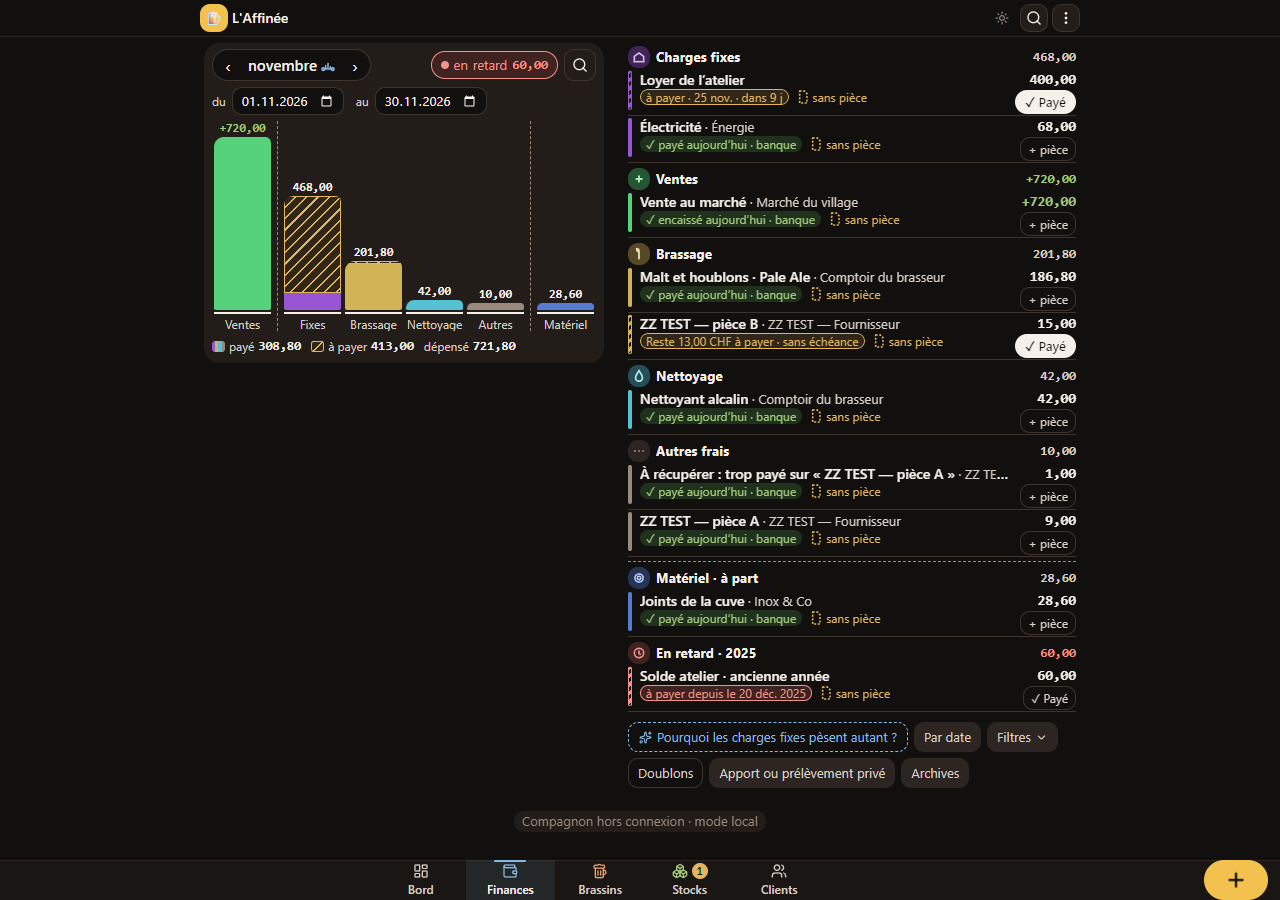 L'Affinée
‹ novembre ›
en retard 60,00
du 01.11.2026 au 30.11.2026
+720,00
468,00
201,80
42,00
10,00
28,60
Ventes Fixes Brassage Nettoyage Autres Matériel
payé 308,80 à payer 413,00 dépensé 721,80
Charges fixes 468,00
Loyer de l’atelier 400,00
à payer · 25 nov. · dans 9 j sans pièce ✓ Payé
Électricité · Énergie 68,00
✓ payé aujourd’hui · banque sans pièce + pièce
Ventes +720,00
Vente au marché · Marché du village +720,00
✓ encaissé aujourd’hui · banque sans pièce + pièce
Brassage 201,80
Malt et houblons · Pale Ale · Comptoir du brasseur 186,80
✓ payé aujourd’hui · banque sans pièce + pièce
ZZ TEST — pièce B · ZZ TEST — Fournisseur 15,00
Reste 13,00 CHF à payer · sans échéance sans pièce ✓ Payé
Nettoyage 42,00
Nettoyant alcalin · Comptoir du brasseur 42,00
✓ payé aujourd’hui · banque sans pièce + pièce
Autres frais 10,00
À récupérer : trop payé sur « ZZ TEST — pièce A » · ZZ TE… 1,00
✓ payé aujourd’hui · banque sans pièce + pièce
ZZ TEST — pièce A · ZZ TEST — Fournisseur 9,00
✓ payé aujourd’hui · banque sans pièce + pièce
Matériel · à part 28,60
Joints de la cuve · Inox & Co 28,60
✓ payé aujourd’hui · banque sans pièce + pièce
En retard · 2025 60,00
Solde atelier · ancienne année 60,00
à payer depuis le 20 déc. 2025 sans pièce ✓ Payé
Pourquoi les charges fixes pèsent autant ? Par date Filtres
Doublons Apport ou prélèvement privé Archives
Compagnon hors connexion · mode local
Bord Finances Brassins Stocks 1 Clients
+